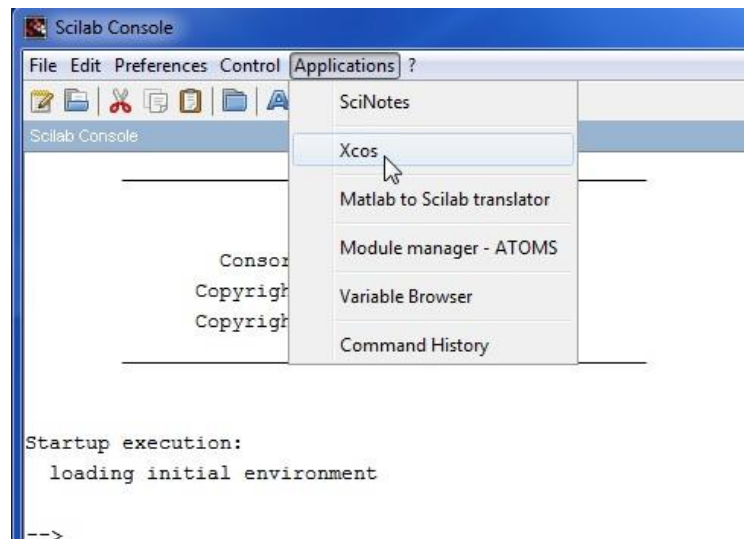 Scilab Console
File Edit Preferences Control Applications ?
Scilab Console
SciNotes
Xcos
Matlab to Scilab translator
Module manager - ATOMS
Variable Browser
Command History
Copyrigh
Copyrigh
Startup execution:
loading initial environment
-->